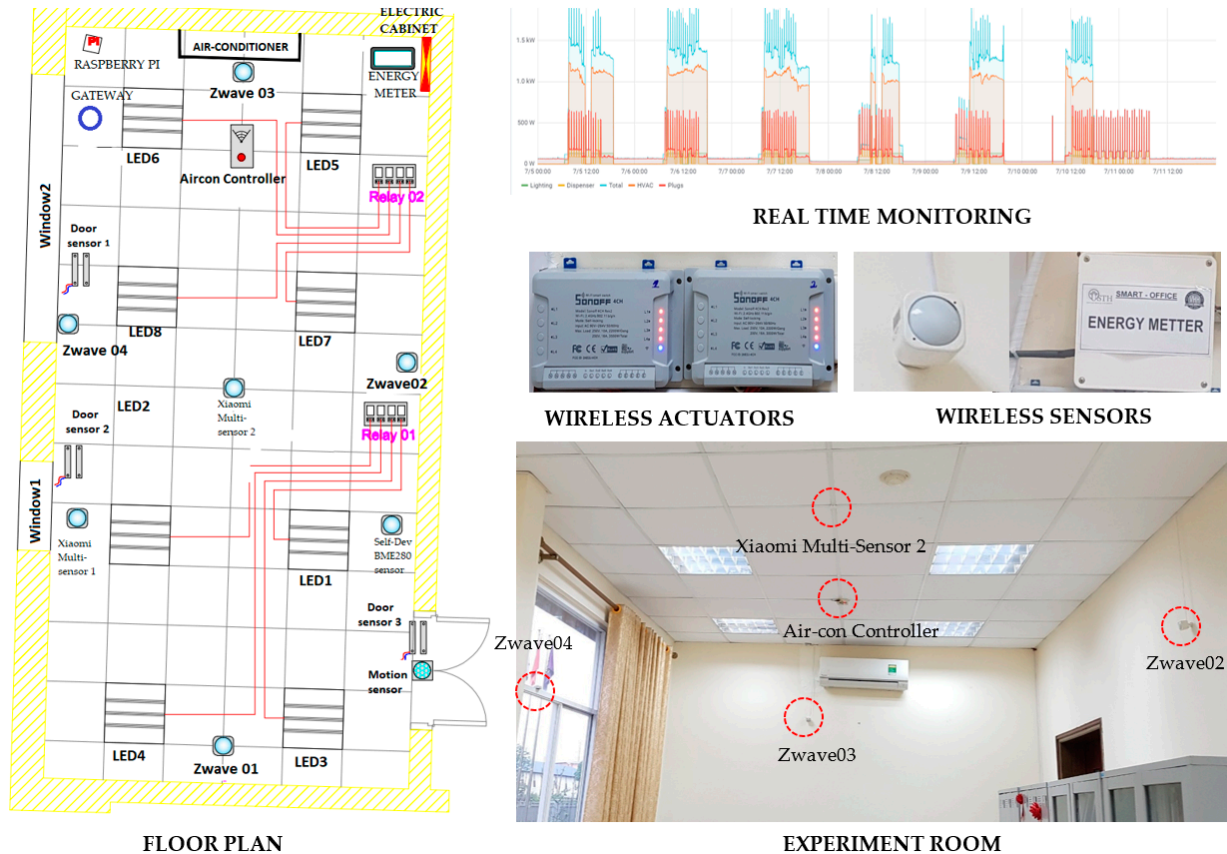 ELECTRIC
CABINET
AIR-CONDITIONER
PI
RASPBERRY PI
Zwave 03
ENERGY
METER
GATEWAY
LED6
LED5
Aircon Controller
Relay 02
Window2
Door
sensor 1
LED8
LED7
Zwave 04
Zwave02
LED2
Xiaomi
Multi-
sensor 2
Door
sensor 2
Relay 01
Window1
Xiaomi
Multi-
sensor 1
Self-Dev
BME280
sensor
LED1
Door
sensor 3
Motion
sensor
LED4
Zwave 01
LED3
FLOOR PLAN
1.5 kW
1.0 kW
500 W
0 W
7/5 00:00 7/5 12:00 7/6 00:00 7/6 12:00 7/7 00:00 7/7 12:00 7/8 00:00 7/8 12:00 7/9 00:00 7/9 12:00 7/10 00:00 7/10 12:00 7/11 00:00 7/11 12:00
Lighting Dispenser Total HVAC Plugs
REAL TIME MONITORING
1
SONOFF 4CH
2
SONOFF 4CH
WIRELESS ACTUATORS
SMART - OFFICE
ENERGY METTER
WIRELESS SENSORS
Xiaomi Multi-Sensor 2
Air-con Controller
Zwave04
Zwave02
Zwave03
EXPERIMENT ROOM